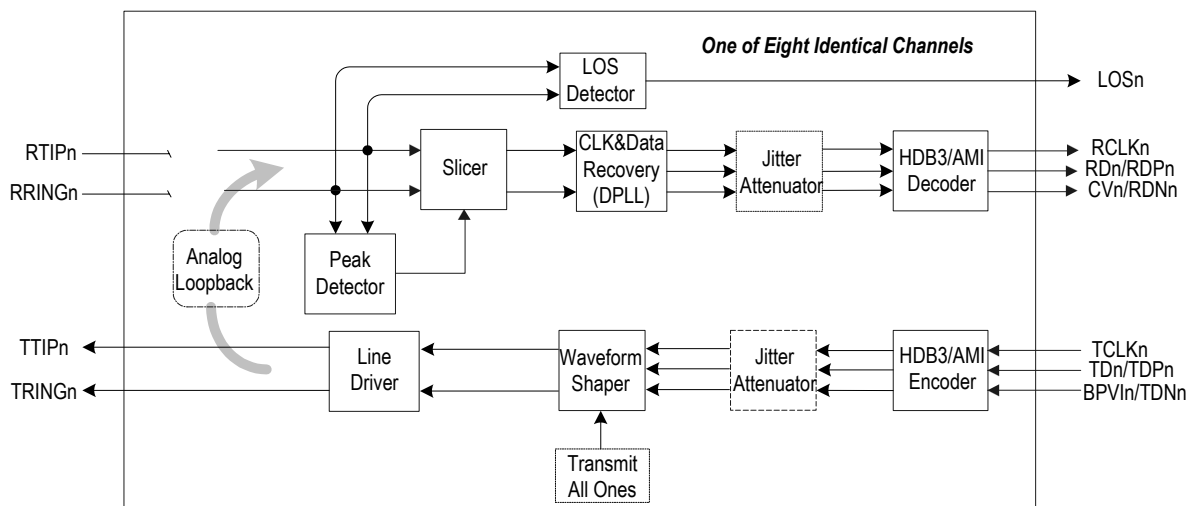 One of Eight Identical Channels
LOS
Detector
LOSn
RTIPn
RRINGn
Slicer
CLK&Data
Recovery
(DPLL)
Jitter
Attenuator
HDB3/AMI
Decoder
RCLKn
RDn/RDPn
CVn/RDNn
Analog
Loopback
Peak
Detector
TTIPn
TRINGn
Line
Driver
Waveform
Shaper
Jitter
Attenuator
HDB3/AMI
Encoder
TCLKn
TDn/TDPn
BPVIn/TDNn
Transmit
All Ones